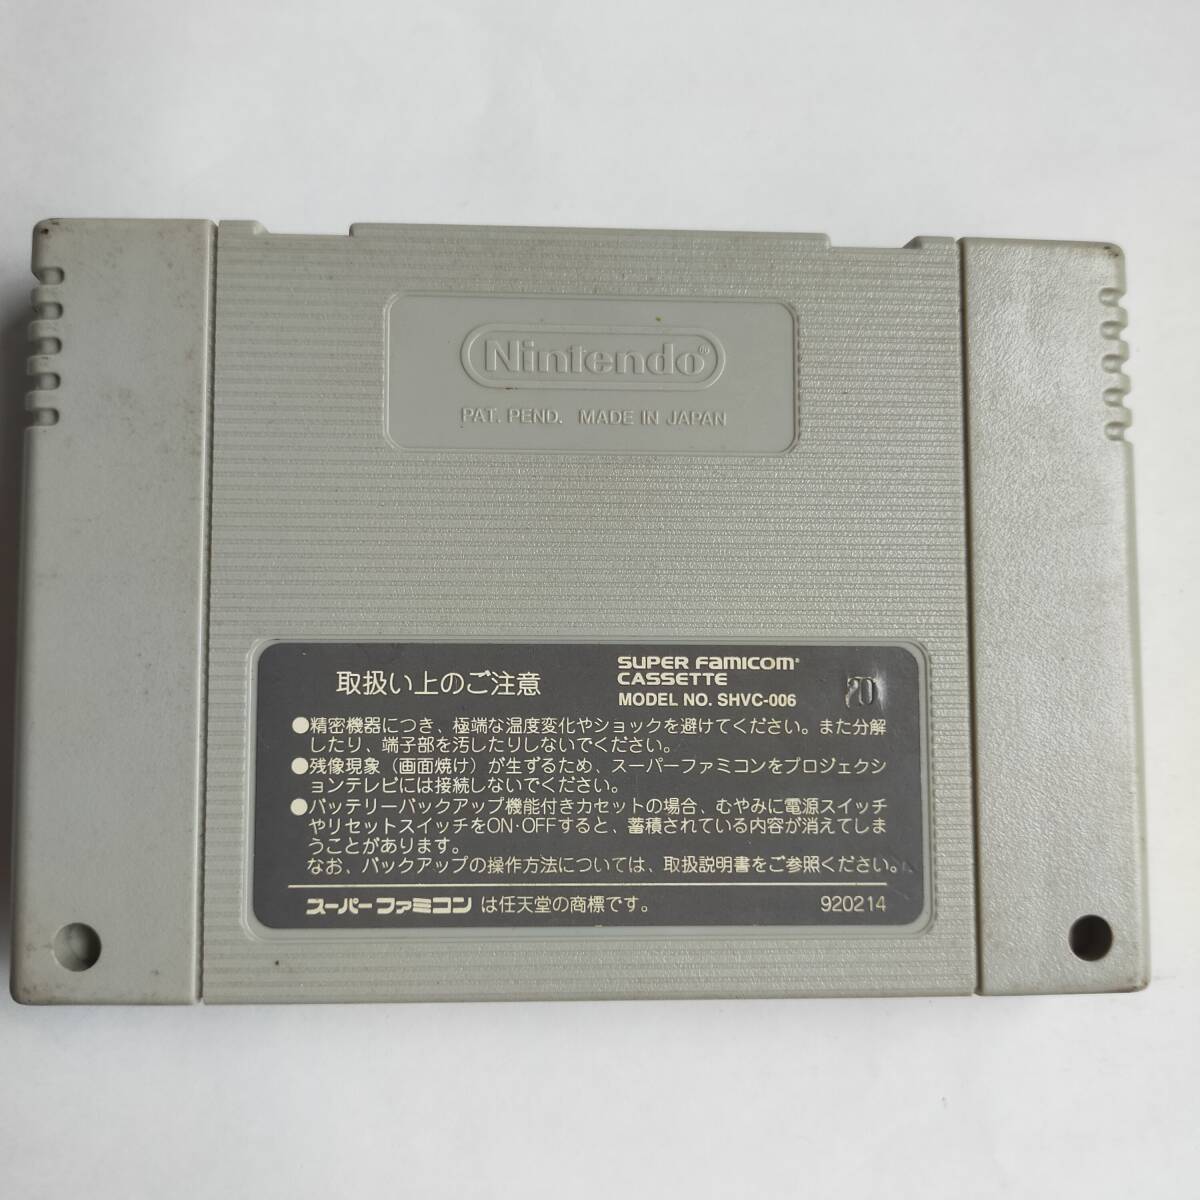 Nintendo®
PAT. PEND. MADE IN JAPAN
取扱い上のご注意
SUPER FAMICOM®
CASSETTE
MODEL NO. SHVC-006
20
●精密機器につき、極端な温度変化やショックを避けてください。また分解
したり、端子部を汚したりしないでください。
●残像現象（画面焼け）が生ずるため、スーパーファミコンをプロジェクシ
ョンテレビには接続しないでください。
●バッテリーバックアップ機能付きカセットの場合、むやみに電源スイッチ
やリセットスイッチをON·OFFすると、蓄積されている内容が消えてしま
うことがあります。
なお、バックアップの操作方法については、取扱説明書をご参照ください。
スーパーファミコン は任天堂の商標です。
920214